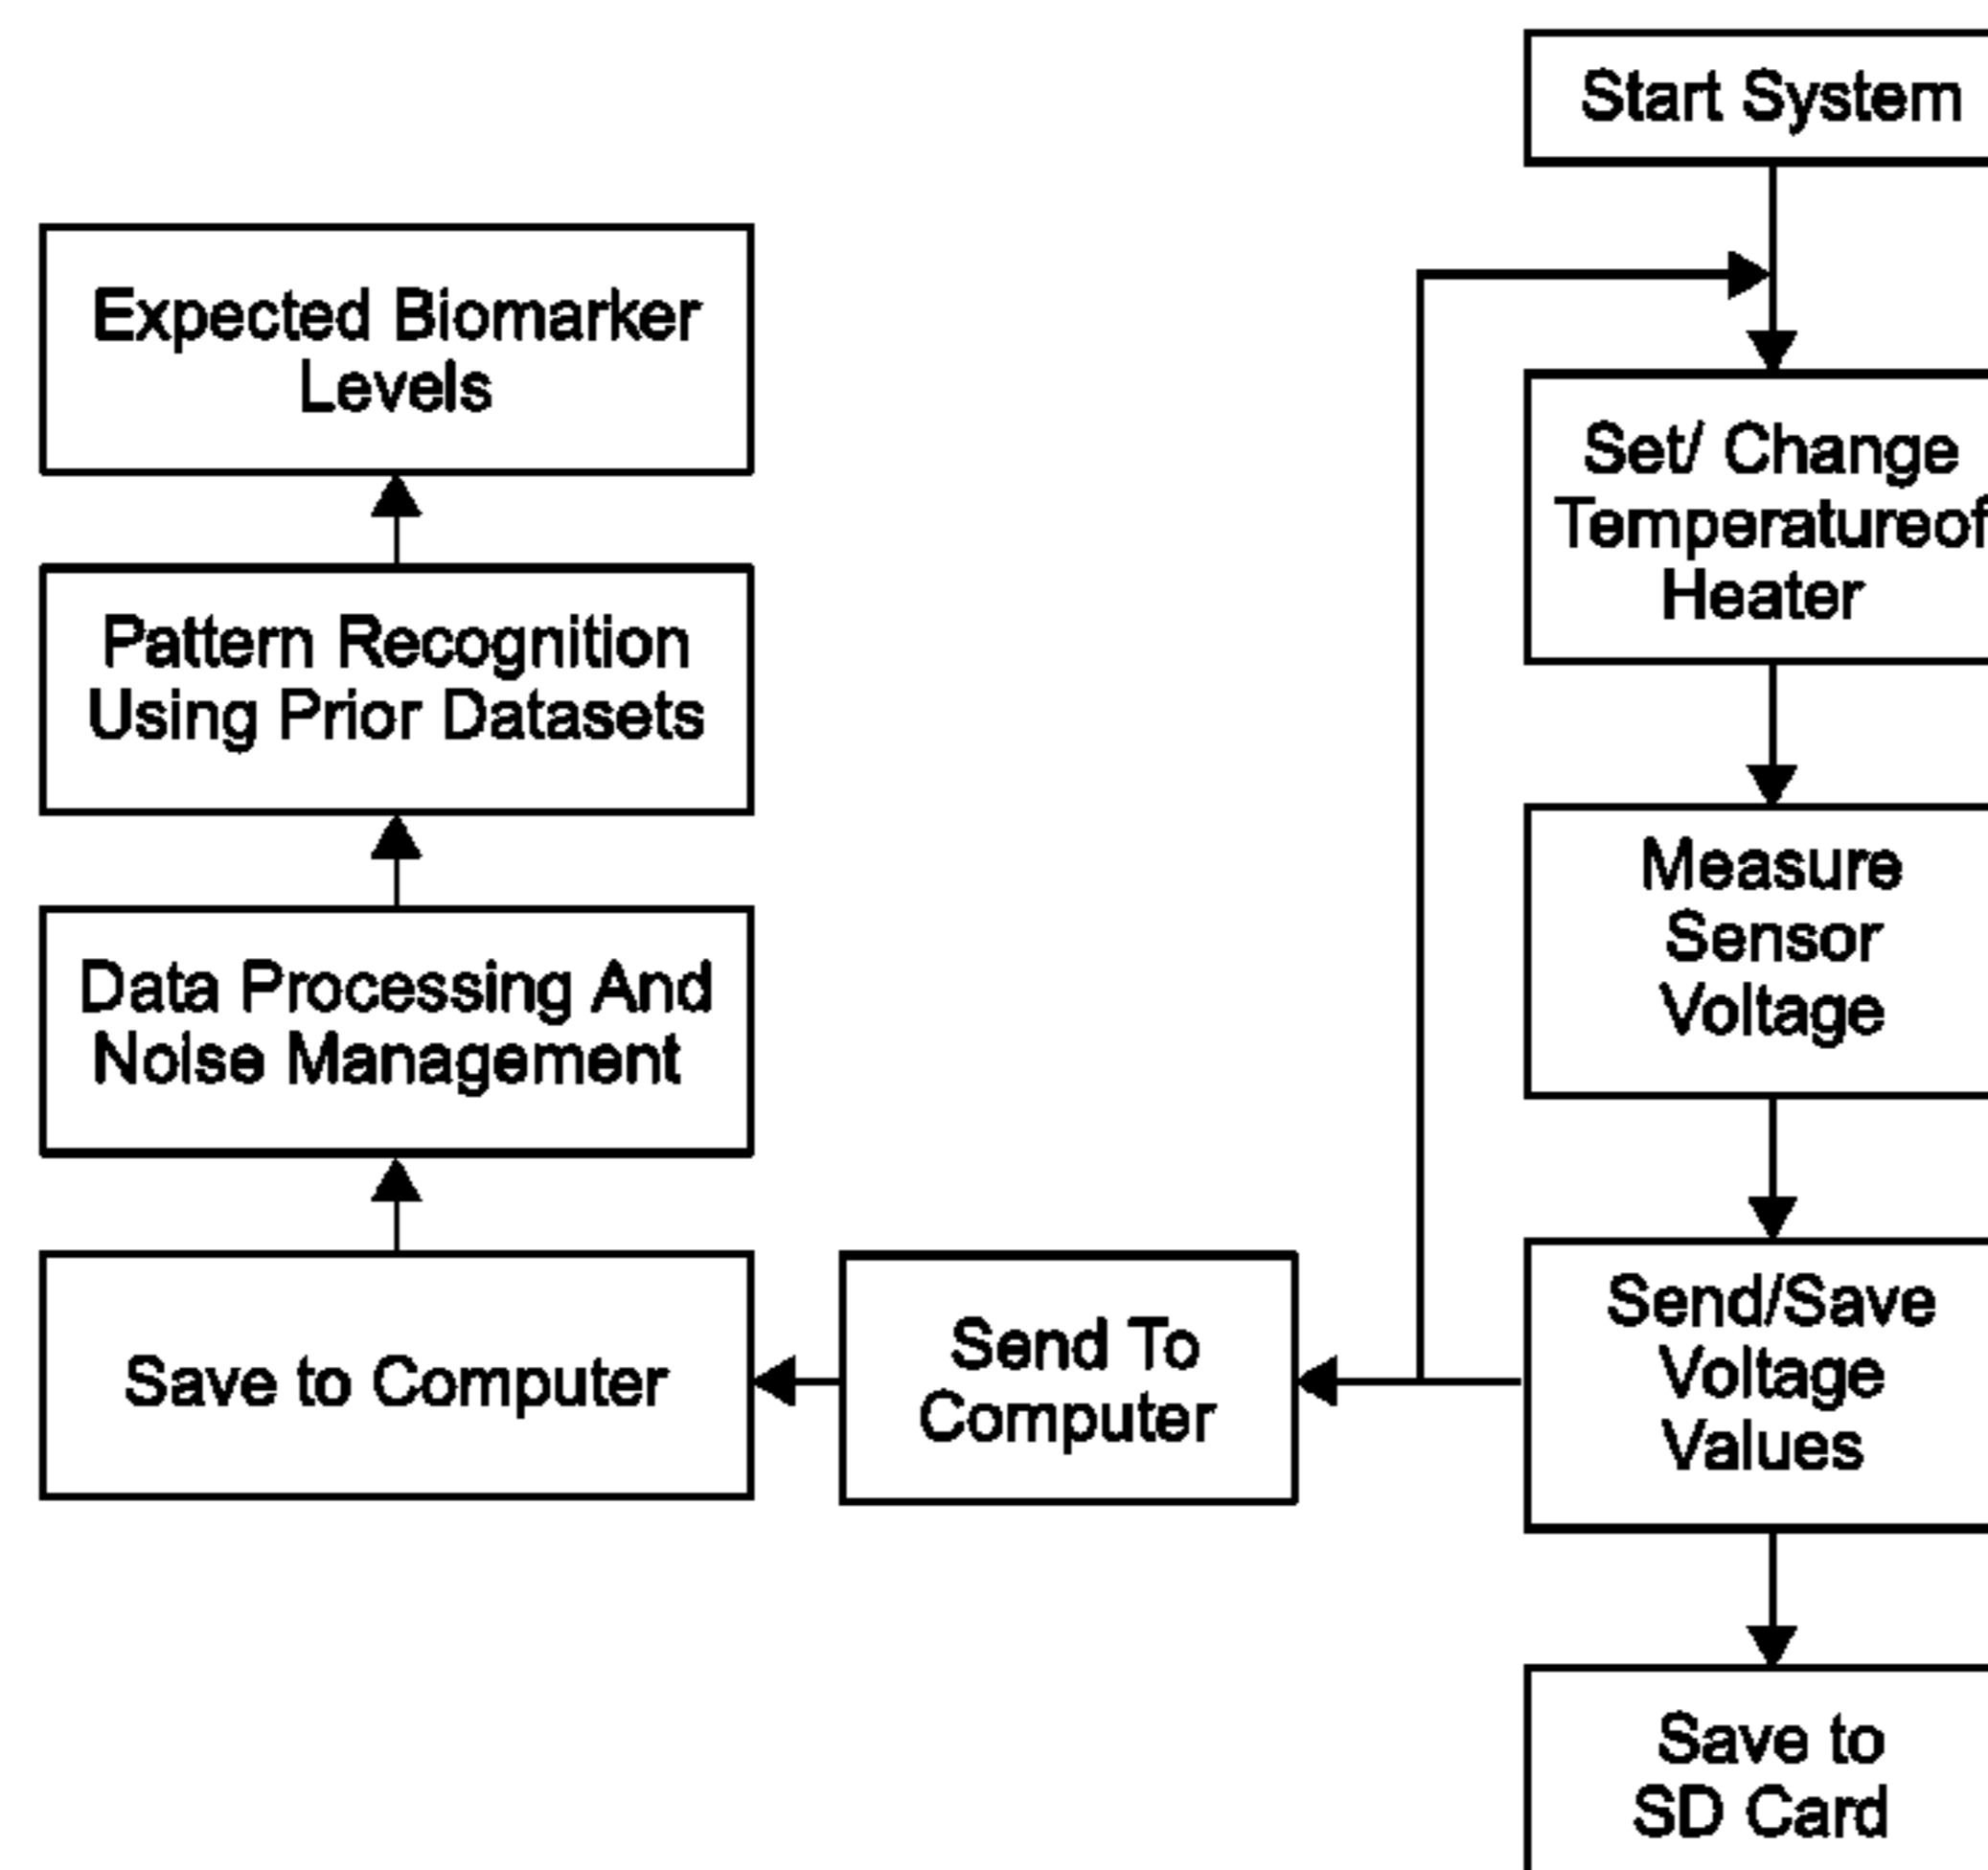 Start System
Set/ Change
Temperatureof
Heater
Measure
Sensor
Voltage
Send/Save
Voltage
Values
Save to
SD Card
Send To
Computer
Save to Computer
Data Processing And
Noise Management
Pattern Recognition
Using Prior Datasets
Expected Biomarker
Levels